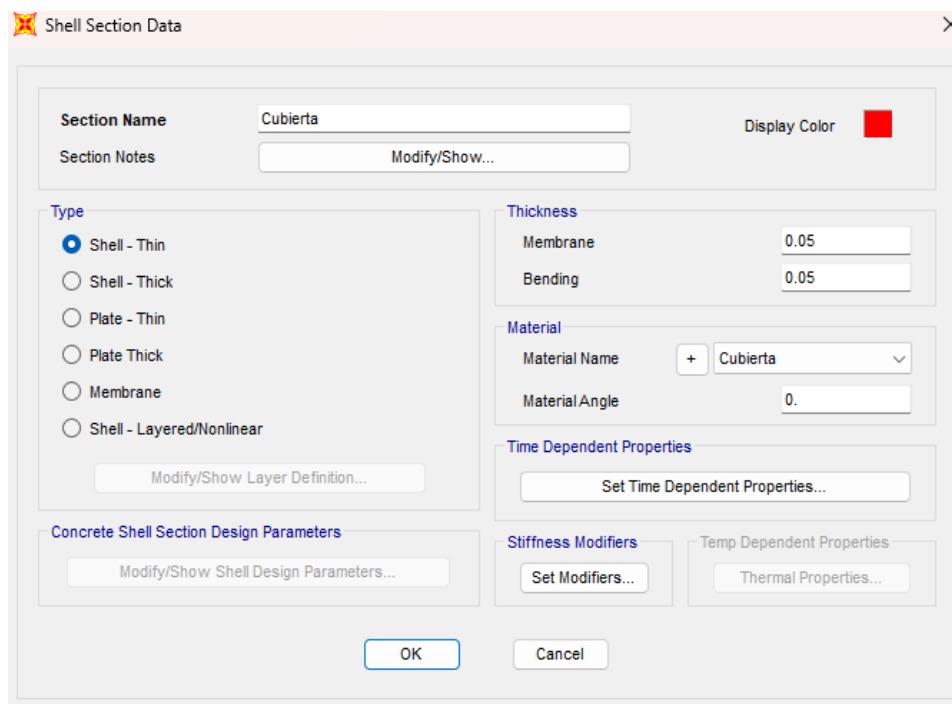 Shell Section Data
Section Name
Cubierta
Display Color
Section Notes
Modify/Show...
Type
Shell - Thin
Shell - Thick
Plate - Thin
Plate Thick
Membrane
Shell - Layered/Nonlinear
Modify/Show Layer Definition...
Concrete Shell Section Design Parameters
Modify/Show Shell Design Parameters...
Thickness
Membrane
0.05
Bending
0.05
Material
Material Name
+
Cubierta
Material Angle
0.
Time Dependent Properties
Set Time Dependent Properties...
Stiffness Modifiers
Set Modifiers...
Temp Dependent Properties
Thermal Properties...
OK
Cancel